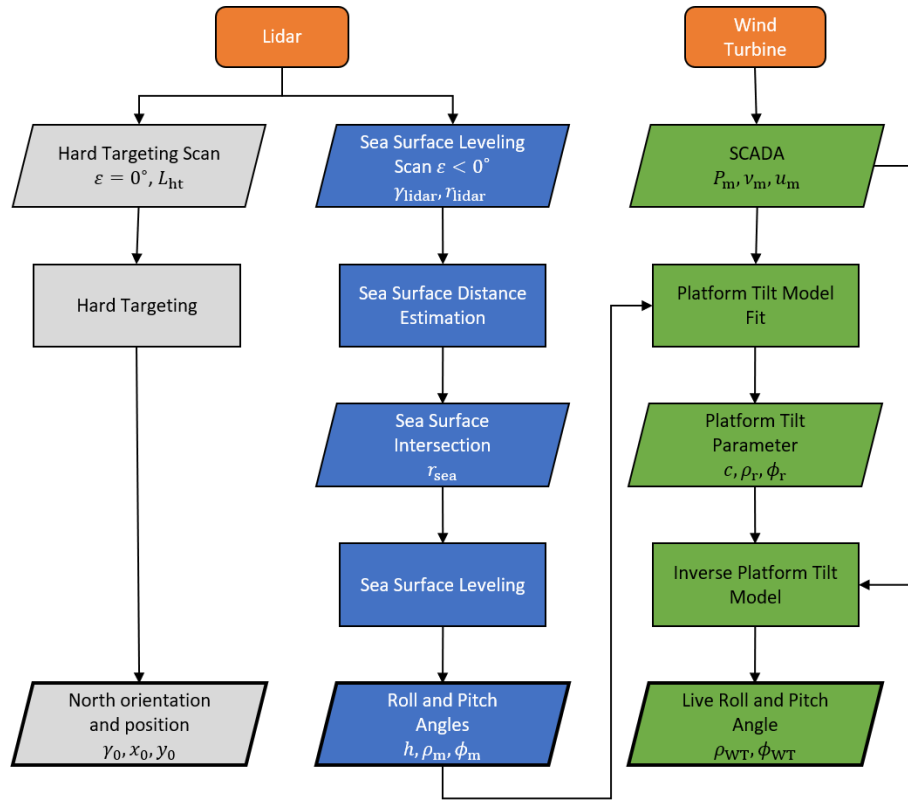 Lidar
Wind
Turbine
Hard Targeting Scan
ε = 0°, L_ht
Sea Surface Leveling
Scan ε < 0°
γ_lidar, r_lidar
SCADA
P_m, ν_m, u_m
Hard Targeting
Sea Surface Distance
Estimation
Platform Tilt Model
Fit
Sea Surface
Intersection
r_sea
Platform Tilt
Parameter
c, ρ_r, ϕ_r
Sea Surface Leveling
Inverse Platform Tilt
Model
North orientation
and position
γ_0, x_0, y_0
Roll and Pitch
Angles
h, ρ_m, ϕ_m
Live Roll and Pitch
Angle
ρ_WT, ϕ_WT